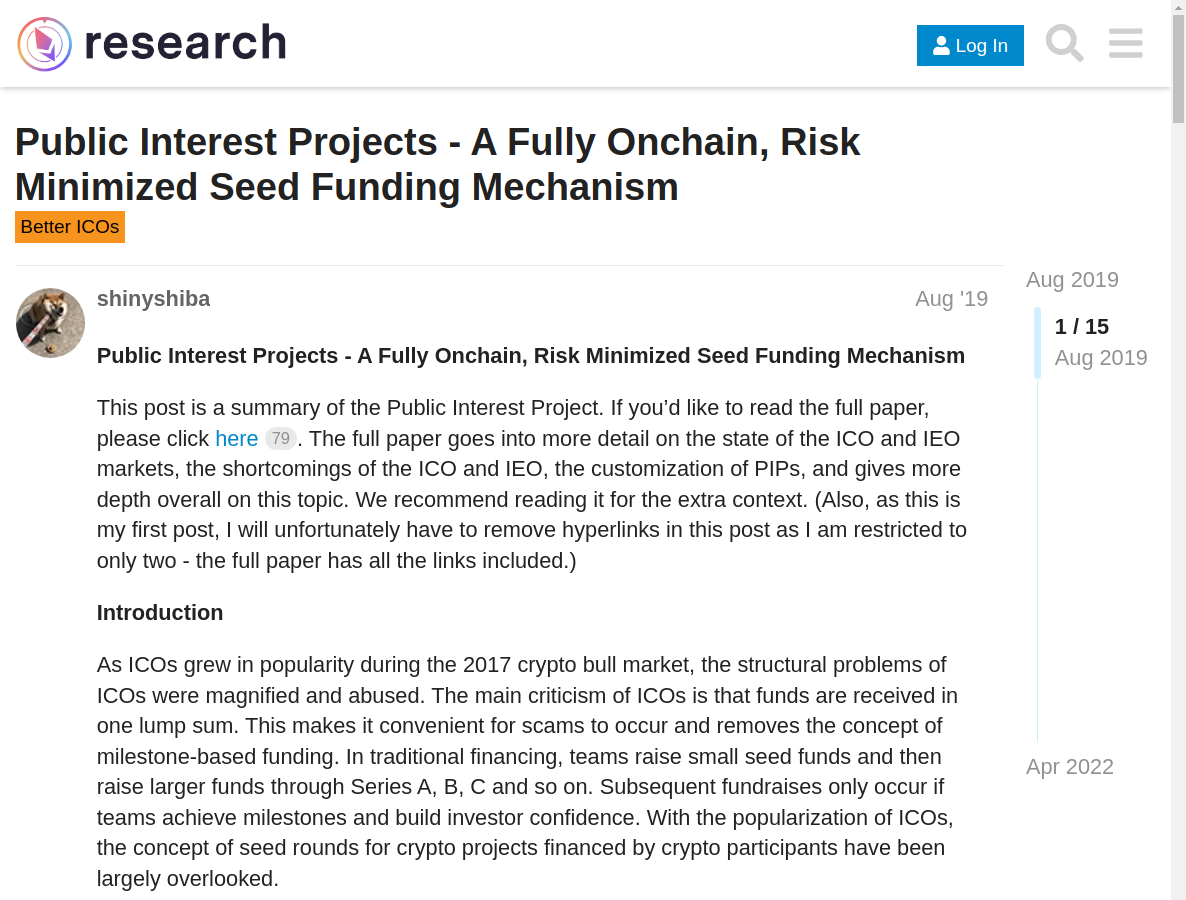 research
Log In
Public Interest Projects - A Fully Onchain, Risk
Minimized Seed Funding Mechanism
Better ICOs
shinyshiba
Aug '19
Public Interest Projects - A Fully Onchain, Risk Minimized Seed Funding Mechanism
This post is a summary of the Public Interest Project. If you’d like to read the full paper,
please click here 79. The full paper goes into more detail on the state of the ICO and IEO
markets, the shortcomings of the ICO and IEO, the customization of PIPs, and gives more
depth overall on this topic. We recommend reading it for the extra context. (Also, as this is
my first post, I will unfortunately have to remove hyperlinks in this post as I am restricted to
only two - the full paper has all the links included.)
Introduction
As ICOs grew in popularity during the 2017 crypto bull market, the structural problems of
ICOs were magnified and abused. The main criticism of ICOs is that funds are received in
one lump sum. This makes it convenient for scams to occur and removes the concept of
milestone-based funding. In traditional financing, teams raise small seed funds and then
raise larger funds through Series A, B, C and so on. Subsequent fundraises only occur if
teams achieve milestones and build investor confidence. With the popularization of ICOs,
the concept of seed rounds for crypto projects financed by crypto participants have been
largely overlooked.
Aug 2019
1 / 15
Aug 2019
Apr 2022